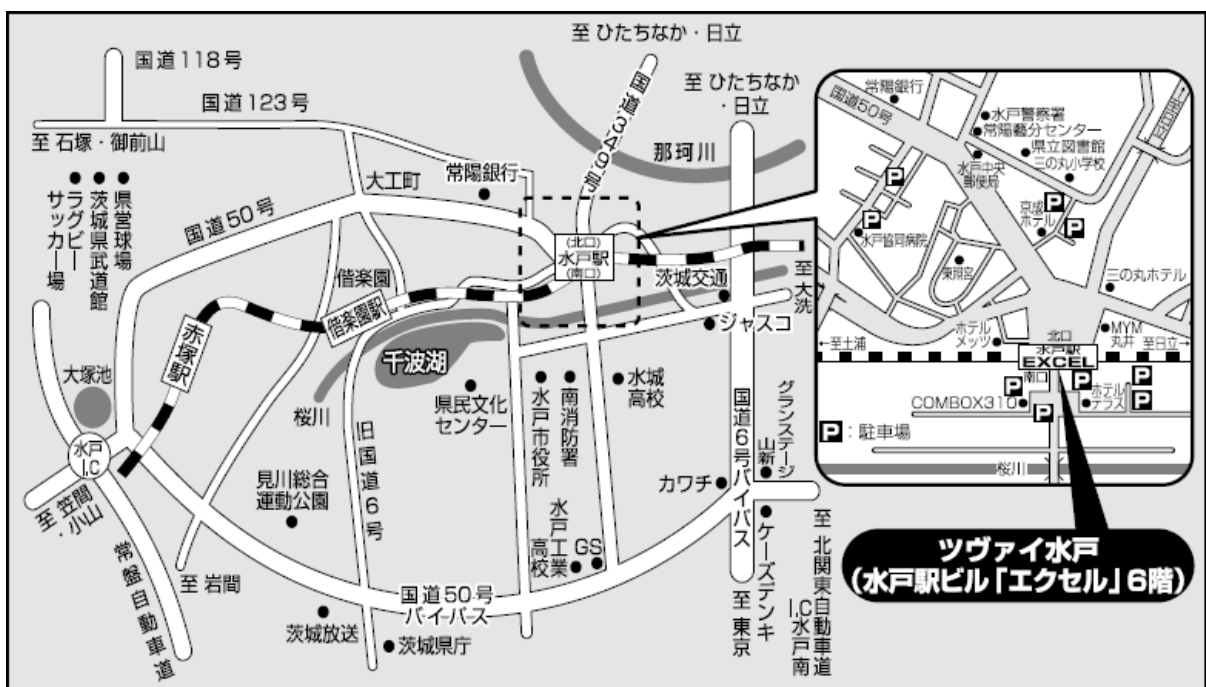 至 ひたちなか・日立
国道118号
国道123号
国道349号
至 ひたちなか
・日立
至 石塚・御前山
那珂川
大工町
常陽銀行
県営球場
茨城県武道館
ラグビー
サッカー場
国道50号
偕楽園
(北口)
水戸駅
(南口)
茨城交通
至 大洗
偕楽園駅
ジャスコ
赤塚駅
千波湖
大塚池
桜川
県民文化
センター
水戸市役所
南消防署
水城
高校
国道6号バイパス
グランステージ
山新
水戸
I.C
旧国道6号
見川総合
運動公園
カワチ
至 笠間
・小山
水戸工業
高校
GS
ケーズデンキ
至 北関東自動車道
I.C水戸南
常磐自動車道
至 岩間
国道50号
バイパス
至 東京
茨城放送
茨城県庁
常陽銀行
国道50号
水戸警察署
常陽藝分センター
県立図書館
三の丸小学校
水戸中央
郵便局
P
P
京成
ホテル
P
P
水戸協同病院
東照宮
三の丸ホテル
ホテル
メッツ
北口
MYM
丸井
←至土浦
至日立→
水戸駅
EXCEL
南口
P
P
P
ホテル
テラス
COMBOX310
P
P
P:駐車場
桜川
ツヴァイ水戸
(水戸駅ビル「エクセル」6階)